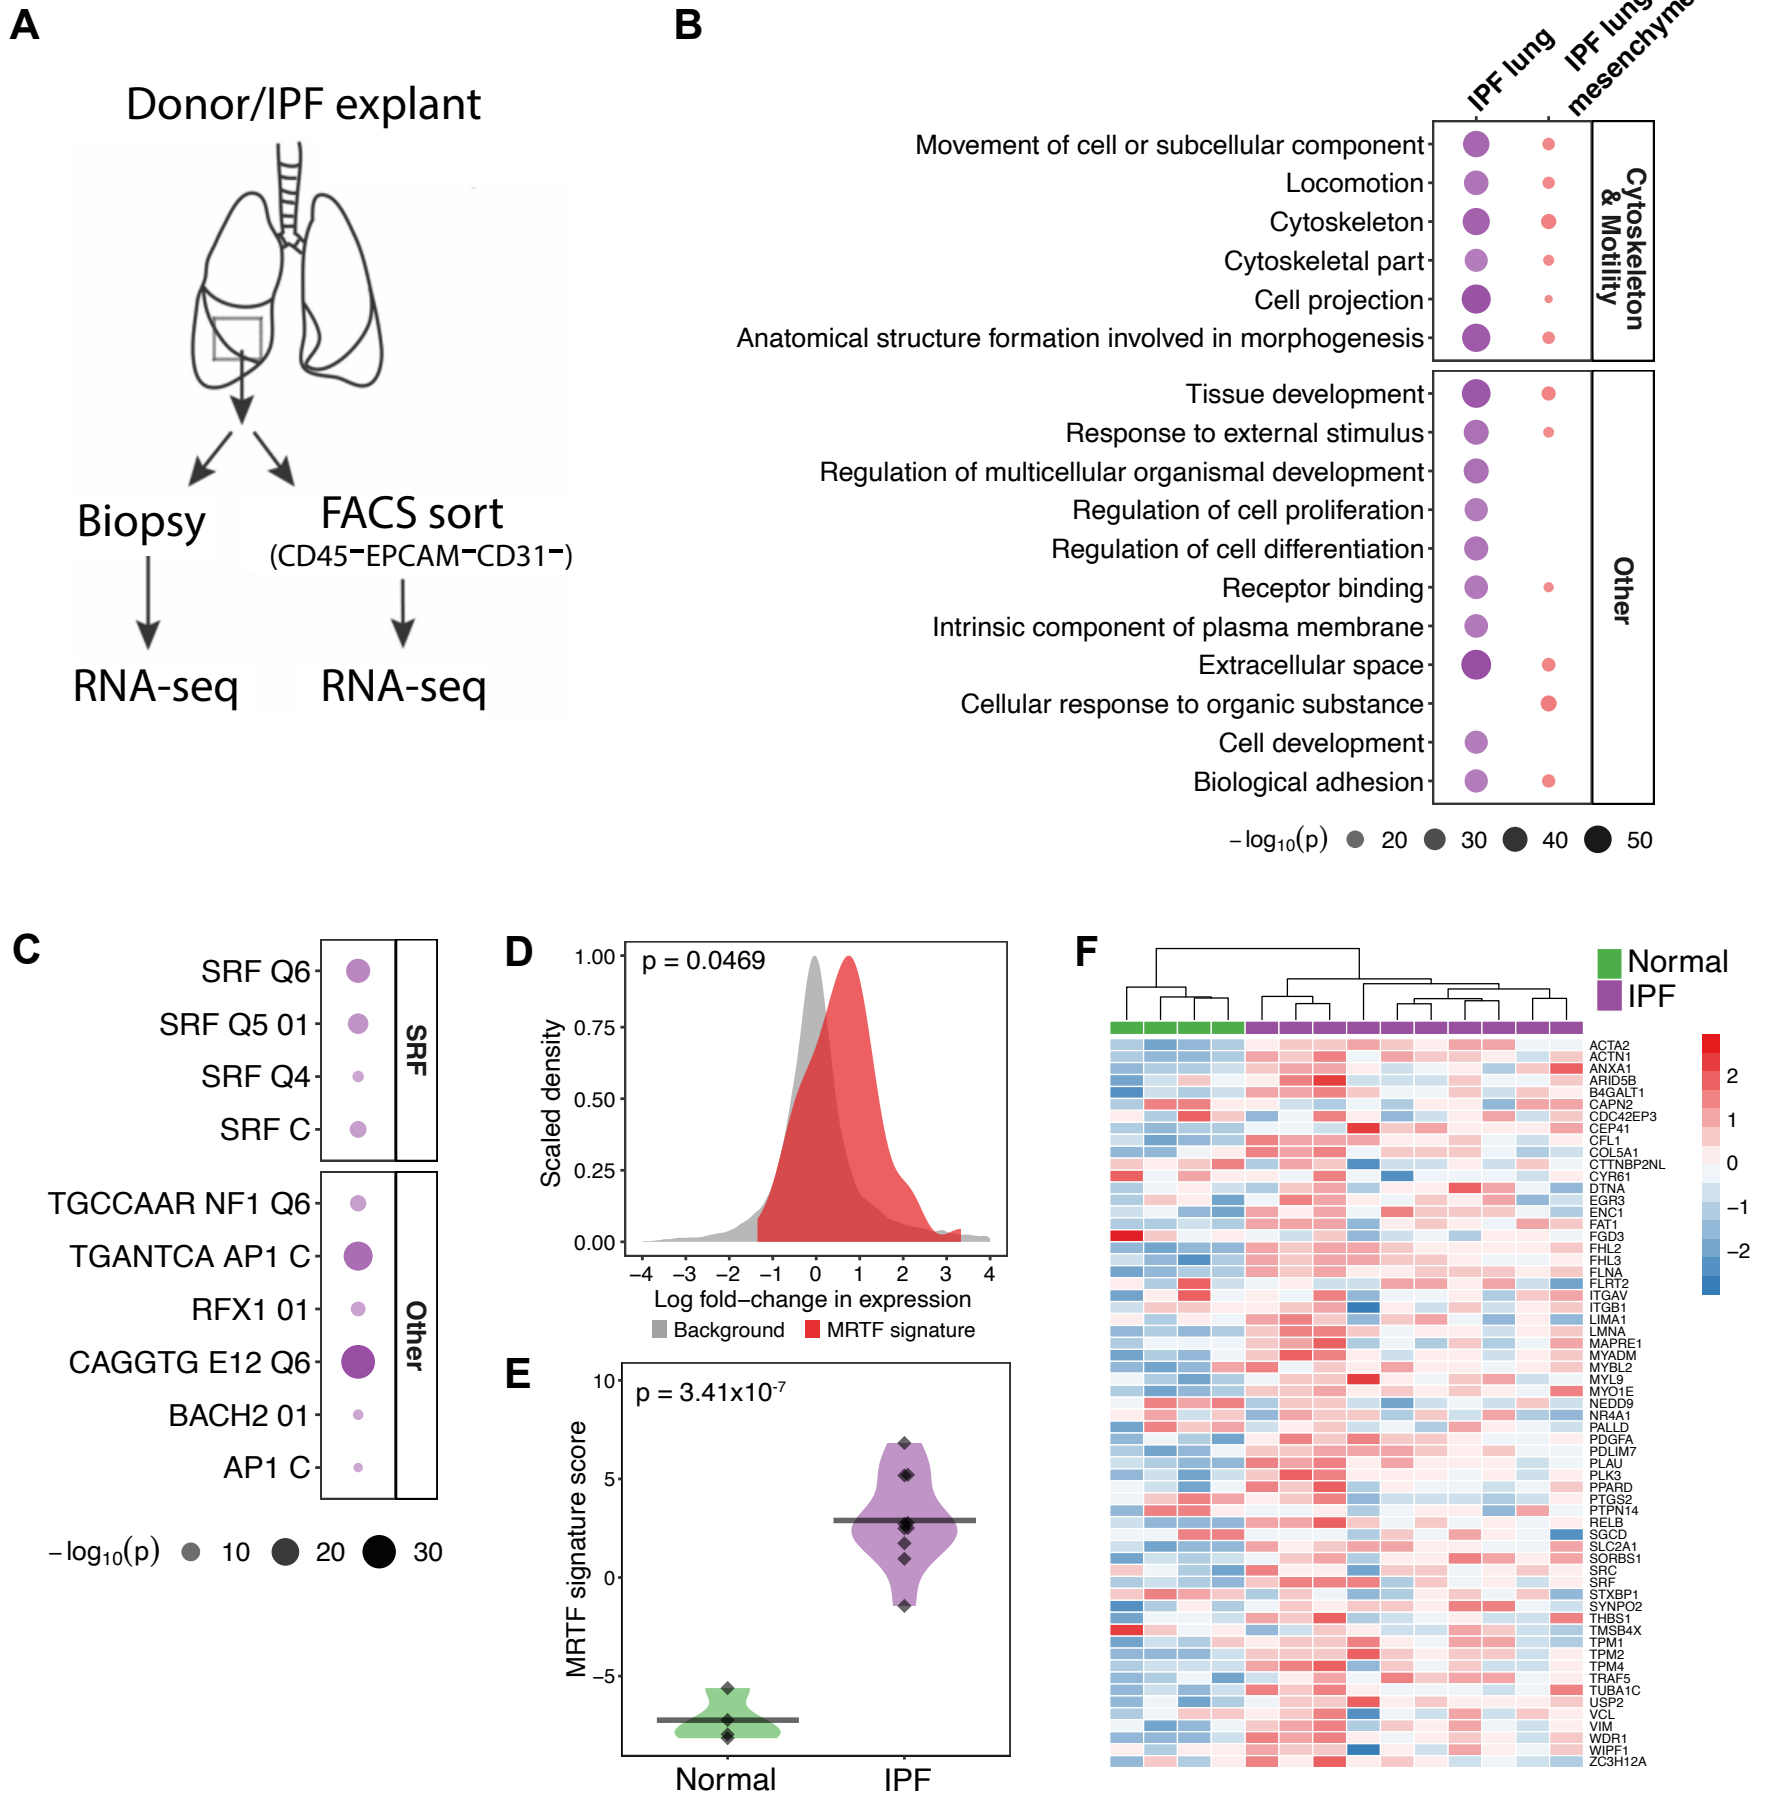 A
Donor/IPF explant
Biopsy
FACS sort
(CD45⁻EPCAM⁻CD31⁻)
RNA-seq
RNA-seq
B
IPF lung
IPF lung
mesenchyme
Movement of cell or subcellular component
Locomotion
Cytoskeleton
Cytoskeletal part
Cell projection
Anatomical structure formation involved in morphogenesis
Cytoskeleton
& Motility
Tissue development
Response to external stimulus
Regulation of multicellular organismal development
Regulation of cell proliferation
Regulation of cell differentiation
Receptor binding
Intrinsic component of plasma membrane
Extracellular space
Cellular response to organic substance
Cell development
Biological adhesion
Other
−log₁₀(p) 20 30 40 50
C
SRF Q6
SRF Q5 01
SRF Q4
SRF C
SRF
TGCCAAR NF1 Q6
TGANTCA AP1 C
RFX1 01
CAGGTG E12 Q6
BACH2 01
AP1 C
Other
−log₁₀(p) 10 20 30
D
p = 0.0469
Scaled density
1.00
0.75
0.50
0.25
0.00
−4 −3 −2 −1 0 1 2 3 4
Log fold−change in expression
Background MRTF signature
E
p = 3.41x10⁻⁷
MRTF signature score
10
5
0
−5
Normal IPF
F
Normal
IPF
ACTA2
ACTN1
ANXA1
ARID5B
B4GALT1
CAPN2
CDC42EP3
CEP41
CFL1
COL5A1
CTTNBP2NL
CYR61
DTNA
EGR3
ENC1
FAT1
FGD3
FHL2
FHL3
FLNA
FLRT2
ITGAV
ITGB1
LIMA1
LMNA
MAPRE1
MYADM
MYBL2
MYL9
MYO1E
NEDD9
NR4A1
PALLD
PDGFA
PDLIM7
PLAU
PLK3
PPARD
PTGS2
PTPN14
RELB
SGCD
SLC2A1
SORBS1
SRC
SRF
STXBP1
SYNPO2
THBS1
TMSB4X
TPM1
TPM2
TPM4
TRAF5
TUBA1C
USP2
VCL
VIM
WDR1
WIPF1
ZC3H12A
2
1
0
−1
−2